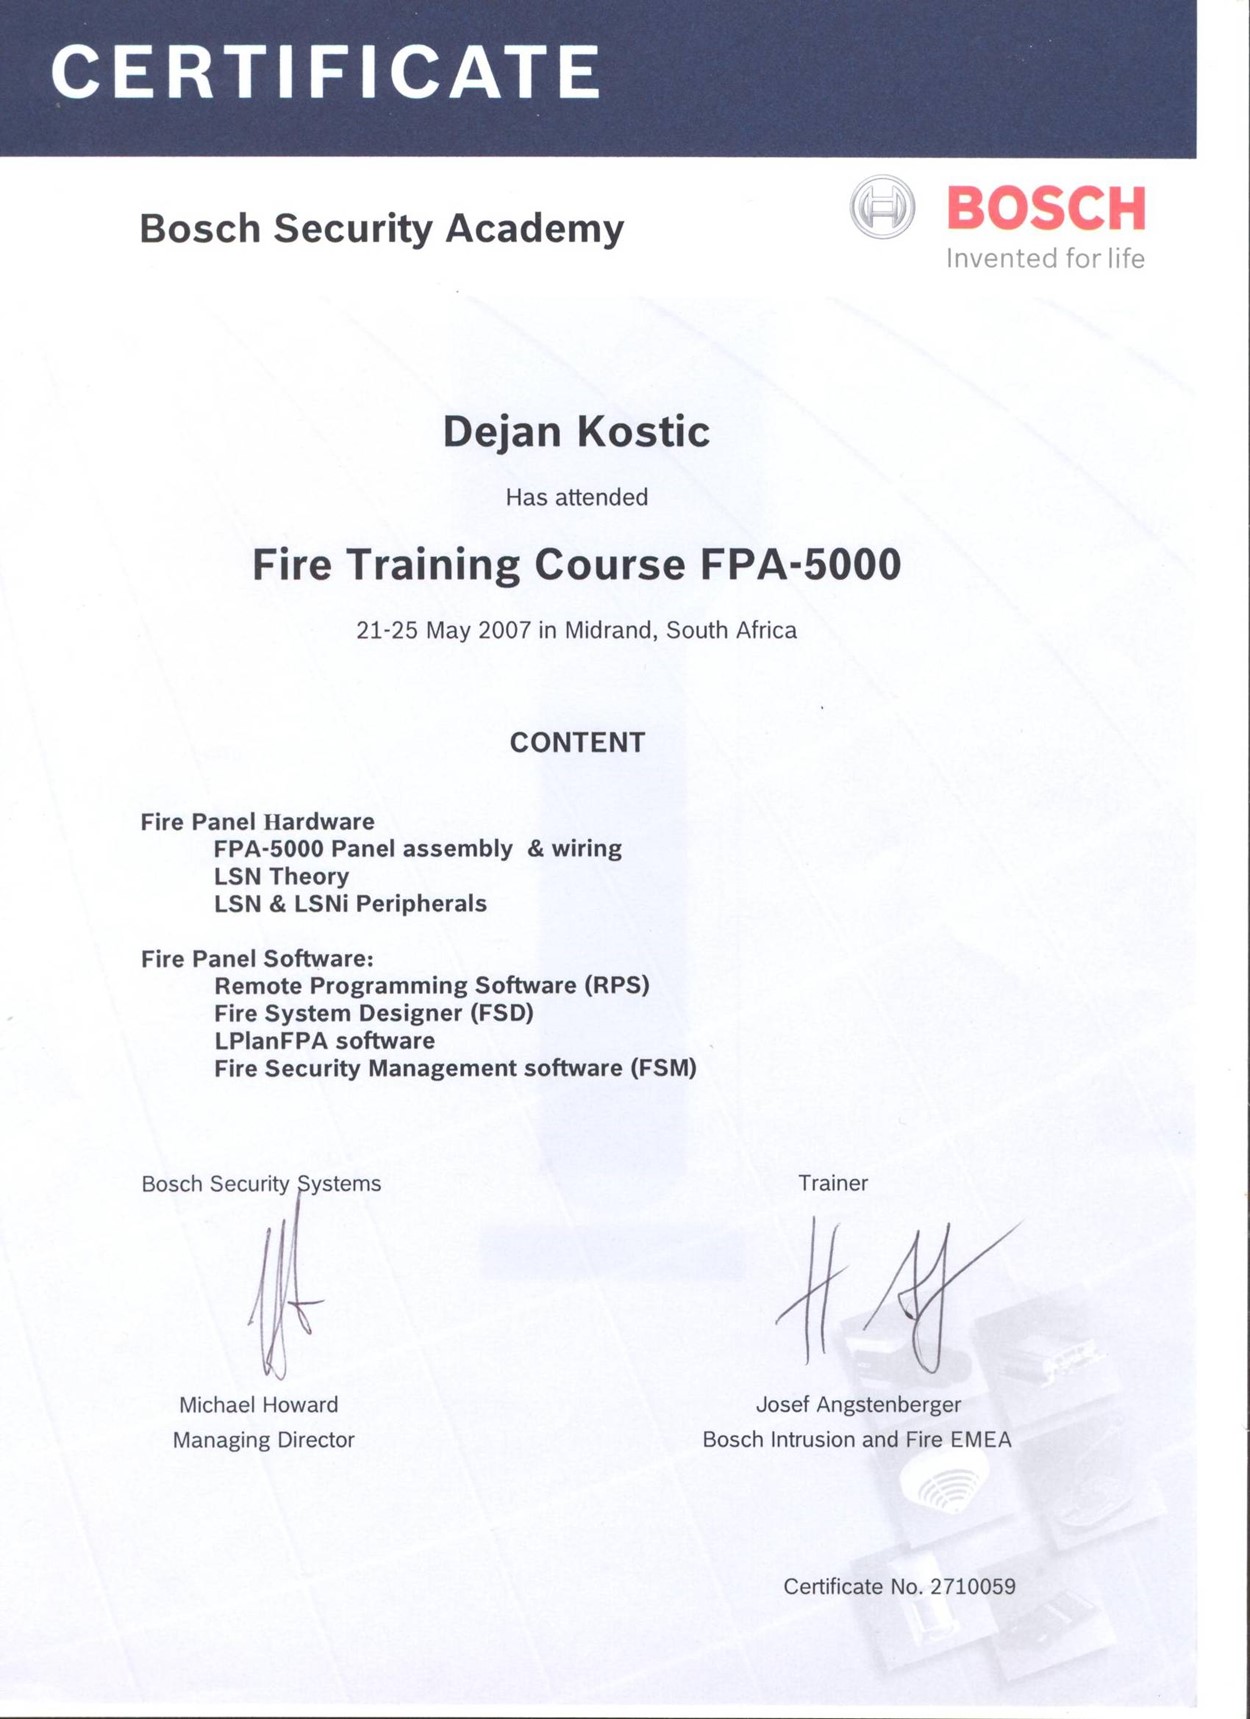 CERTIFICATE
Bosch Security Academy
BOSCH
Invented for life
Dejan Kostic
Has attended
Fire Training Course FPA-5000
21-25 May 2007 in Midrand, South Africa
CONTENT
Fire Panel Hardware
FPA-5000 Panel assembly & wiring
LSN Theory
LSN & LSNi Peripherals
Fire Panel Software:
Remote Programming Software (RPS)
Fire System Designer (FSD)
LPlanFPA software
Fire Security Management software (FSM)
Bosch Security Systems
Trainer
Michael Howard
Josef Angstenberger
Managing Director
Bosch Intrusion and Fire EMEA
Certificate No. 2710059